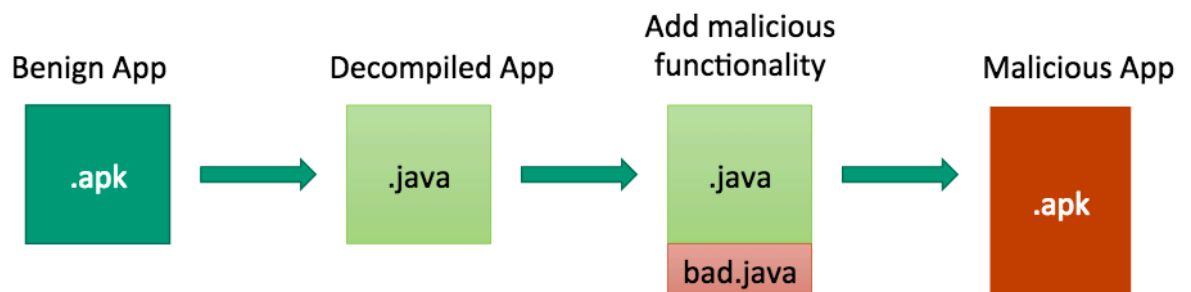 Benign App
Decompiled App
Add malicious
functionality
Malicious App
.apk
.java
.java
bad.java
.apk